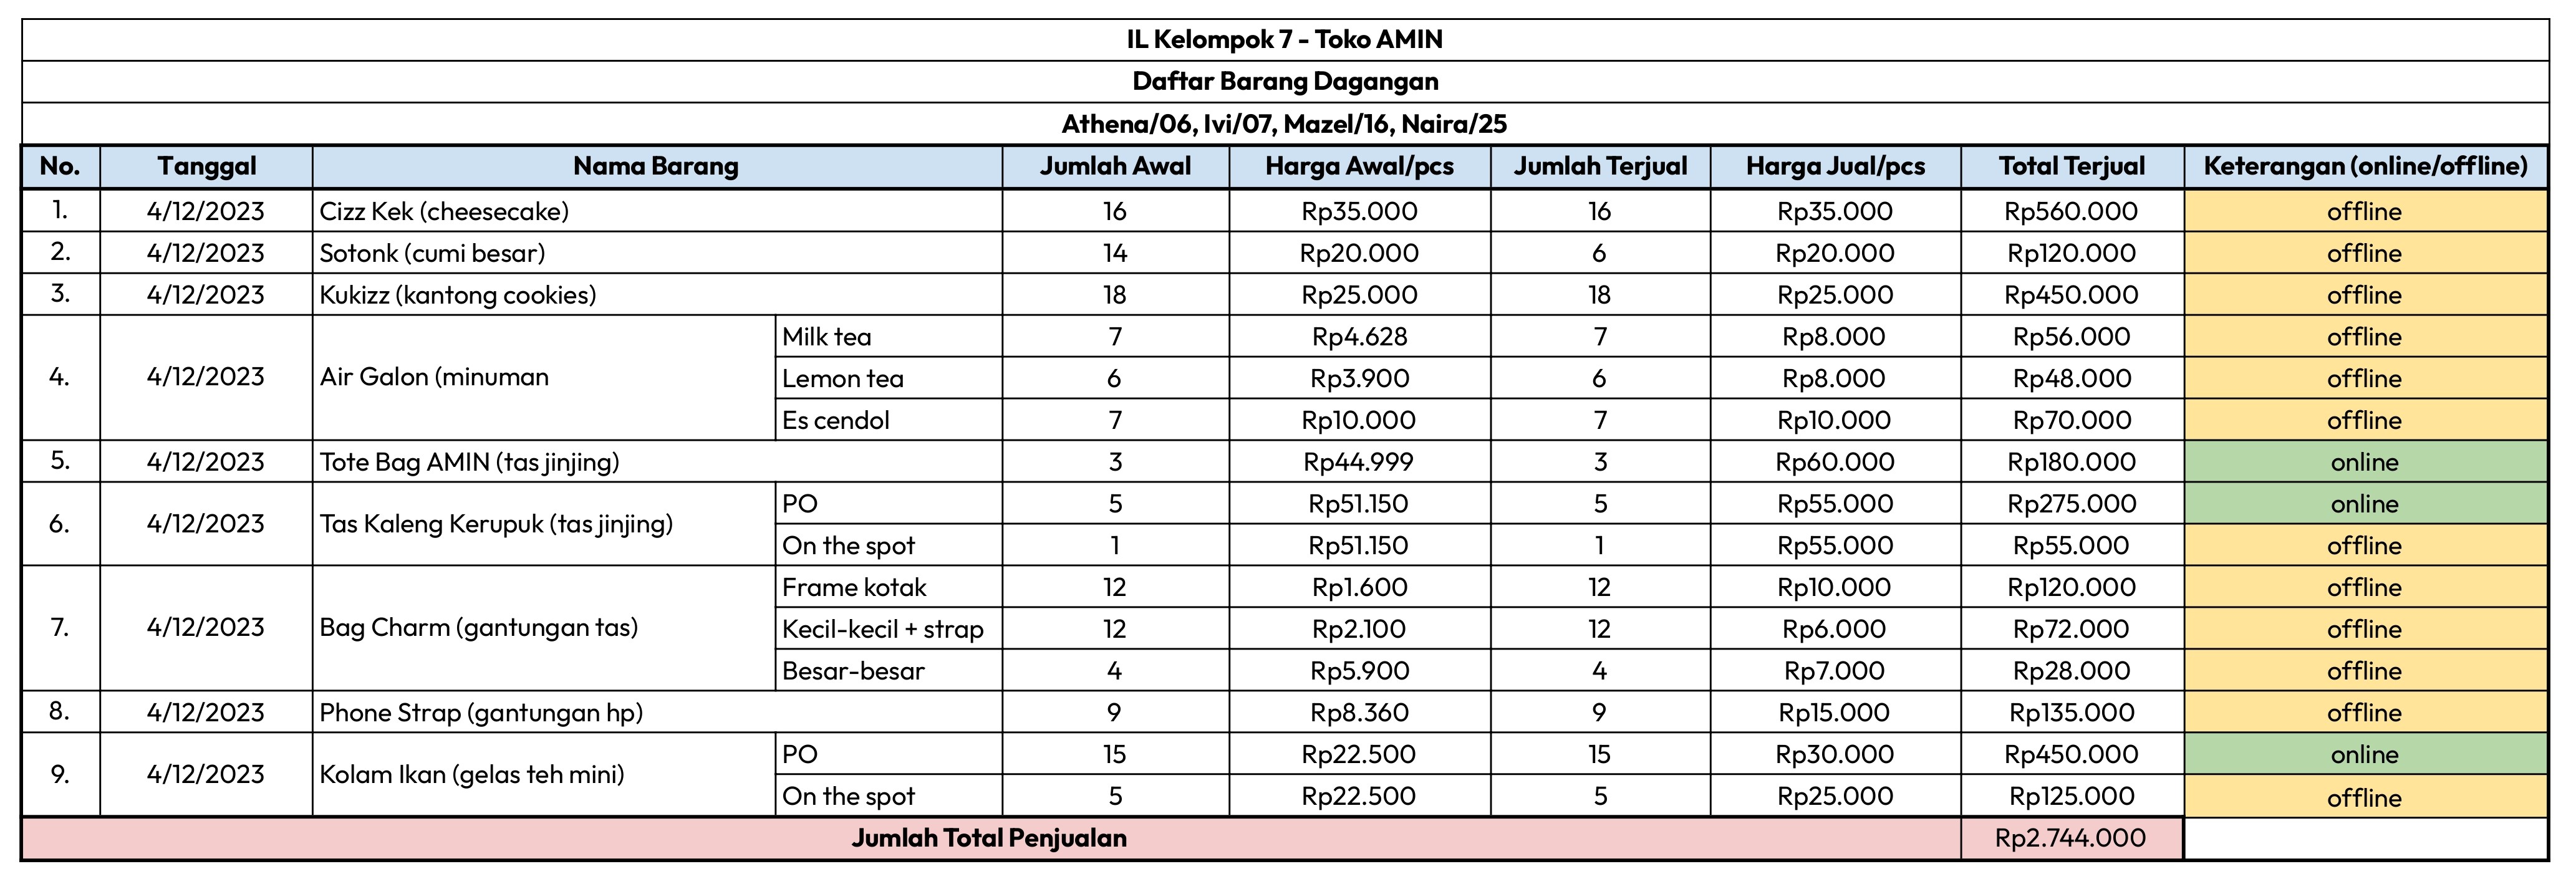 IL Kelompok 7 - Toko AMIN
Daftar Barang Dagangan
Athena/06, Ivi/07, Mazel/16, Naira/25
No. Tanggal Nama Barang Jumlah Awal Harga Awal/pcs Jumlah Terjual Harga Jual/pcs Total Terjual Keterangan (online/offline)
1. 4/12/2023 Cizz Kek (cheesecake) 16 Rp35.000 16 Rp35.000 Rp560.000 offline
2. 4/12/2023 Sotonk (cumi besar) 14 Rp20.000 6 Rp20.000 Rp120.000 offline
3. 4/12/2023 Kukizz (kantong cookies) 18 Rp25.000 18 Rp25.000 Rp450.000 offline
4. 4/12/2023 Air Galon (minuman Milk tea 7 Rp4.628 7 Rp8.000 Rp56.000 offline
Lemon tea 6 Rp3.900 6 Rp8.000 Rp48.000 offline
Es cendol 7 Rp10.000 7 Rp10.000 Rp70.000 offline
5. 4/12/2023 Tote Bag AMIN (tas jinjing) 3 Rp44.999 3 Rp60.000 Rp180.000 online
6. 4/12/2023 Tas Kaleng Kerupuk (tas jinjing) PO 5 Rp51.150 5 Rp55.000 Rp275.000 online
On the spot 1 Rp51.150 1 Rp55.000 Rp55.000 offline
7. 4/12/2023 Bag Charm (gantungan tas) Frame kotak 12 Rp1.600 12 Rp10.000 Rp120.000 offline
Kecil-kecil + strap 12 Rp2.100 12 Rp6.000 Rp72.000 offline
Besar-besar 4 Rp5.900 4 Rp7.000 Rp28.000 offline
8. 4/12/2023 Phone Strap (gantungan hp) 9 Rp8.360 9 Rp15.000 Rp135.000 offline
9. 4/12/2023 Kolam Ikan (gelas teh mini) PO 15 Rp22.500 15 Rp30.000 Rp450.000 online
On the spot 5 Rp22.500 5 Rp25.000 Rp125.000 offline
Jumlah Total Penjualan Rp2.744.000